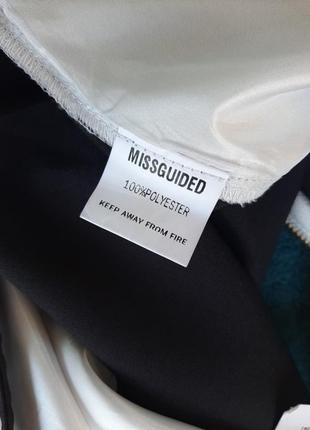 MISSGUIDED
100%POLYESTER
KEEP AWAY FROM FIRE